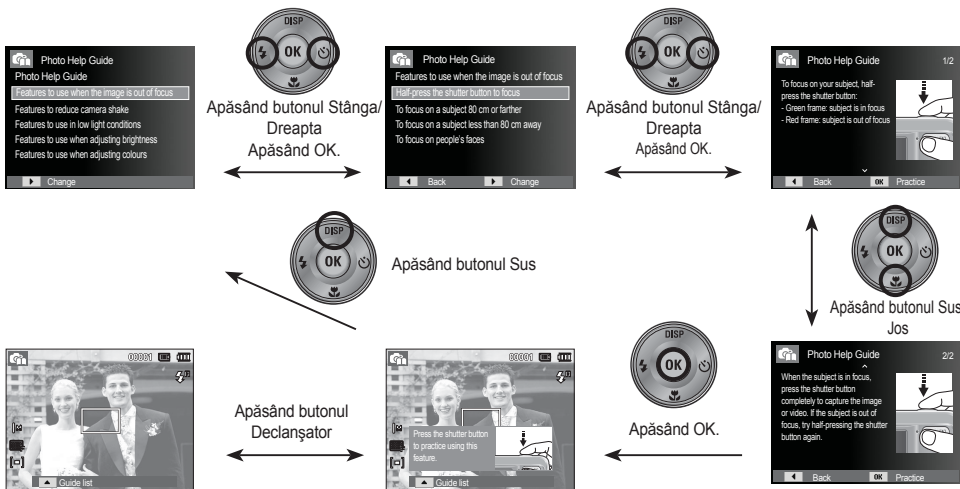 DISP
OK
Photo Help Guide
Photo Help Guide
Features to use when the image is out of focus
Features to reduce camera shake
Features to use in low light conditions
Features to use when adjusting brightness
Features to use when adjusting colours
Change
Apăsând butonul Stânga/
Dreapta
Apăsând OK.
Photo Help Guide
Features to use when the image is out of focus
Half-press the shutter button to focus
To focus on a subject 80 cm or farther
To focus on a subject less than 80 cm away
To focus on people's faces
Back
Change
DISP
OK
Apăsând butonul Stânga/
Dreapta
Apăsând OK.
Photo Help Guide
1/2
To focus on your subject, half-
press the shutter button:
- Green frame: subject is in focus
- Red frame: subject is out of focus
Back
OK
Practice
DISP
OK
Apăsând butonul Sus
DISP
OK
Apăsând butonul Sus
Jos
00001
Guide list
Apăsând butonul
Declanşator
00001
Press the shutter button
to practice using this
feature.
Guide list
DISP
OK
Apăsând OK.
Photo Help Guide
2/2
When the subject is in focus,
press the shutter button
completely to capture the image
or video. If the subject is out of
focus, try half-pressing the shutter
button again.
Back
OK
Practice